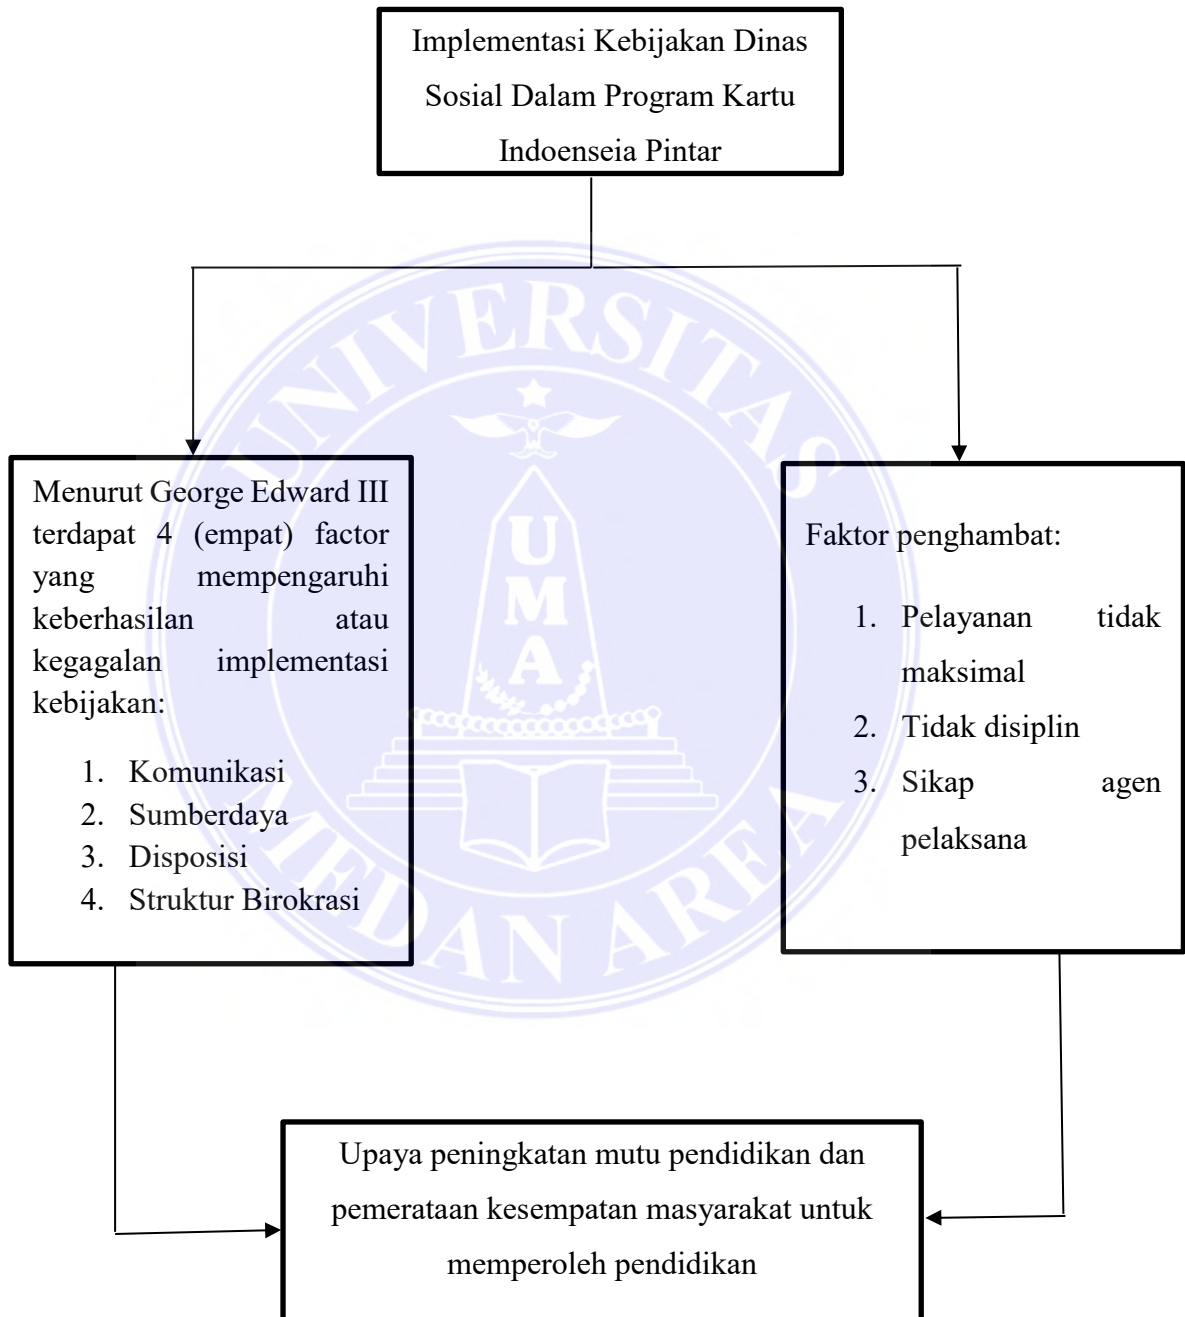 Implementasi Kebijakan Dinas
Sosial Dalam Program Kartu
Indoenseia Pintar
UNIVERSITAS
UMA
MEDAN AREA
Menurut George Edward III
terdapat 4 (empat) factor
yang mempengaruhi
keberhasilan atau
kegagalan implementasi
kebijakan:
1. Komunikasi
2. Sumberdaya
3. Disposisi
4. Struktur Birokrasi
Faktor penghambat:
1. Pelayanan tidak
maksimal
2. Tidak disiplin
3. Sikap agen
pelaksana
Upaya peningkatan mutu pendidikan dan
pemerataan kesempatan masyarakat untuk
memperoleh pendidikan